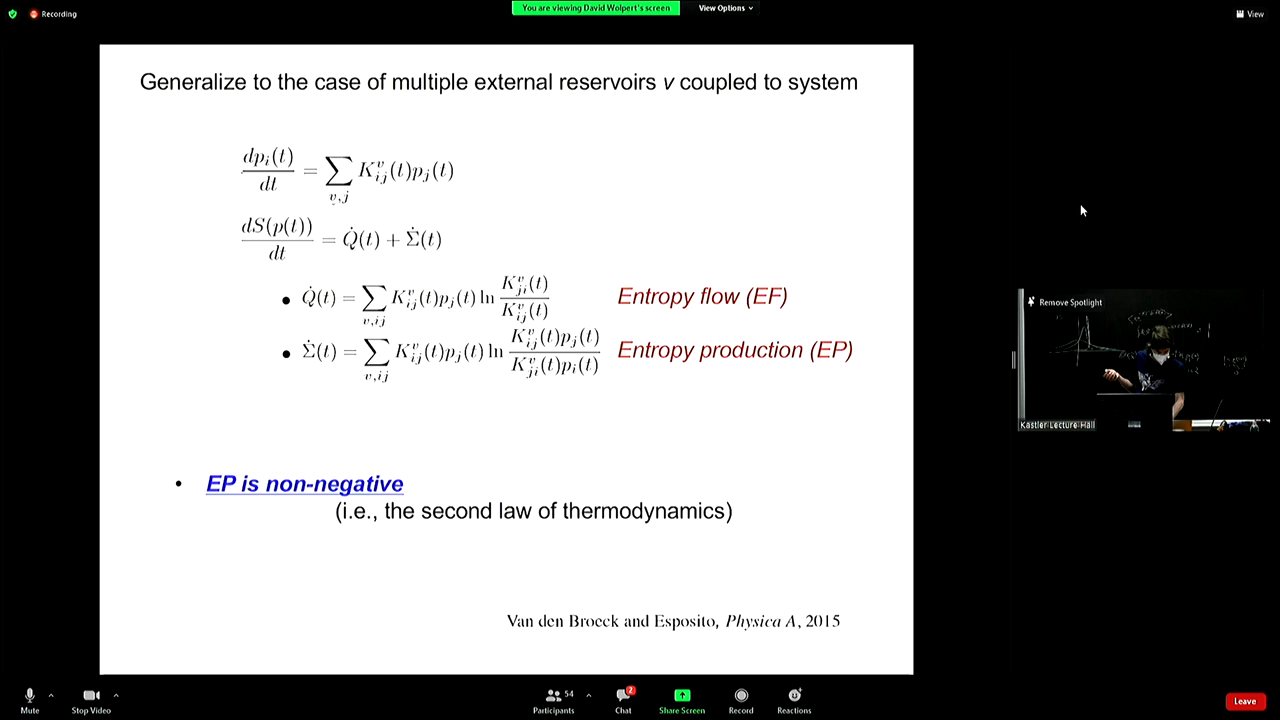 Recording
You are viewing David Wolpert's screen
View Options
View
Generalize to the case of multiple external reservoirs v coupled to system
dp_i(t)/dt = ∑_{v,j} K^v_{ij}(t)p_j(t)
dS(p(t))/dt = Q̇(t) + Σ̇(t)
• Q̇(t) = ∑_{v,ij} K^v_{ij}(t)p_j(t) ln K^v_{ji}(t)/K^v_{ij}(t) Entropy flow (EF)
• Σ̇(t) = ∑_{v,ij} K^v_{ij}(t)p_j(t) ln K^v_{ij}(t)p_j(t)/K^v_{ji}(t)p_i(t) Entropy production (EP)
• EP is non-negative
(i.e., the second law of thermodynamics)
Van den Broeck and Esposito, Physica A, 2015
Remove Spotlight
Kastler Lecture Hall
Mute
Stop Video
54
Participants
2
Chat
Share Screen
Record
Reactions
Leave